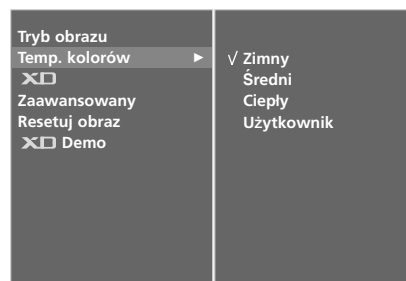 Tryb obrazu
Temp. kolorów ►
XD
Zaawansowany
Resetuj obraz
XD Demo
√ Zimny
Średni
Ciepły
Użytkownik